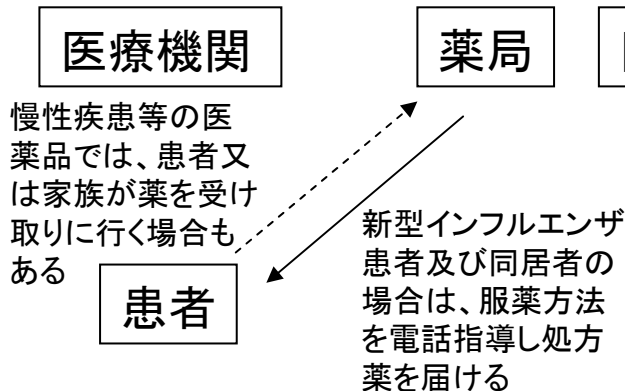 医療機関
薬局
慢性疾患等の医
薬品では、患者又
は家族が薬を受け
取りに行く場合も
ある
患者
新型インフルエンザ
患者及び同居者の
場合は、服薬方法
を電話指導し処方
薬を届ける